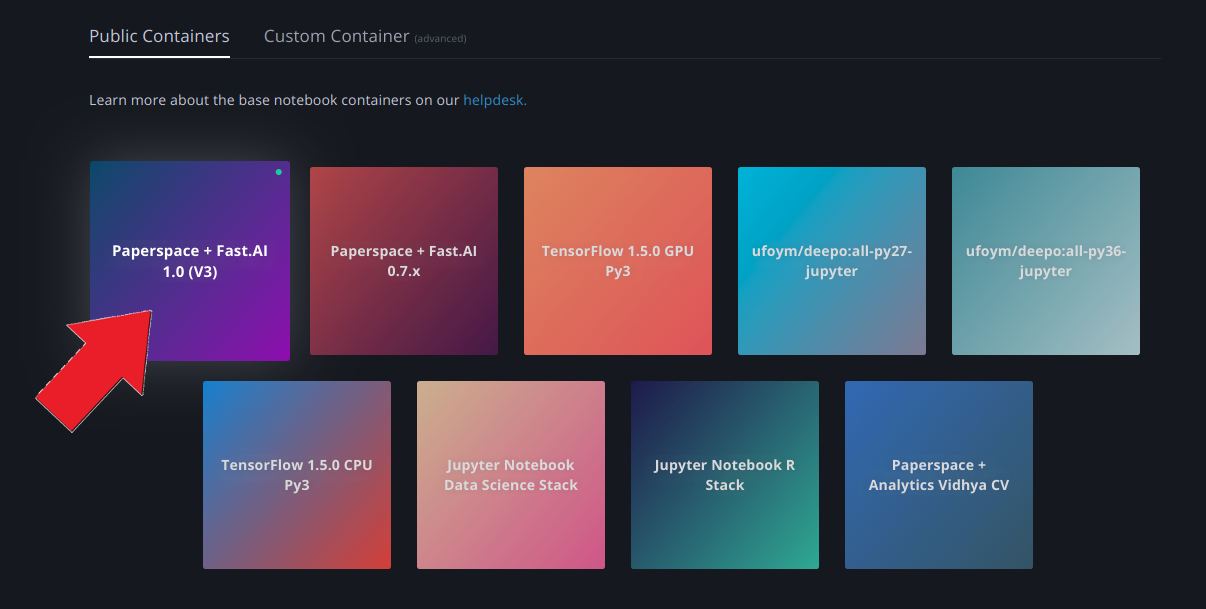 Public Containers
Custom Container (advanced)
Learn more about the base notebook containers on our helpdesk.
Paperspace + Fast.AI
1.0 (V3)
Paperspace + Fast.AI
0.7.x
TensorFlow 1.5.0 GPU
Py3
ufoym/deepo:all-py27-
jupyter
ufoym/deepo:all-py36-
jupyter
TensorFlow 1.5.0 CPU
Py3
Jupyter Notebook
Data Science Stack
Jupyter Notebook R
Stack
Paperspace +
Analytics Vidhya CV